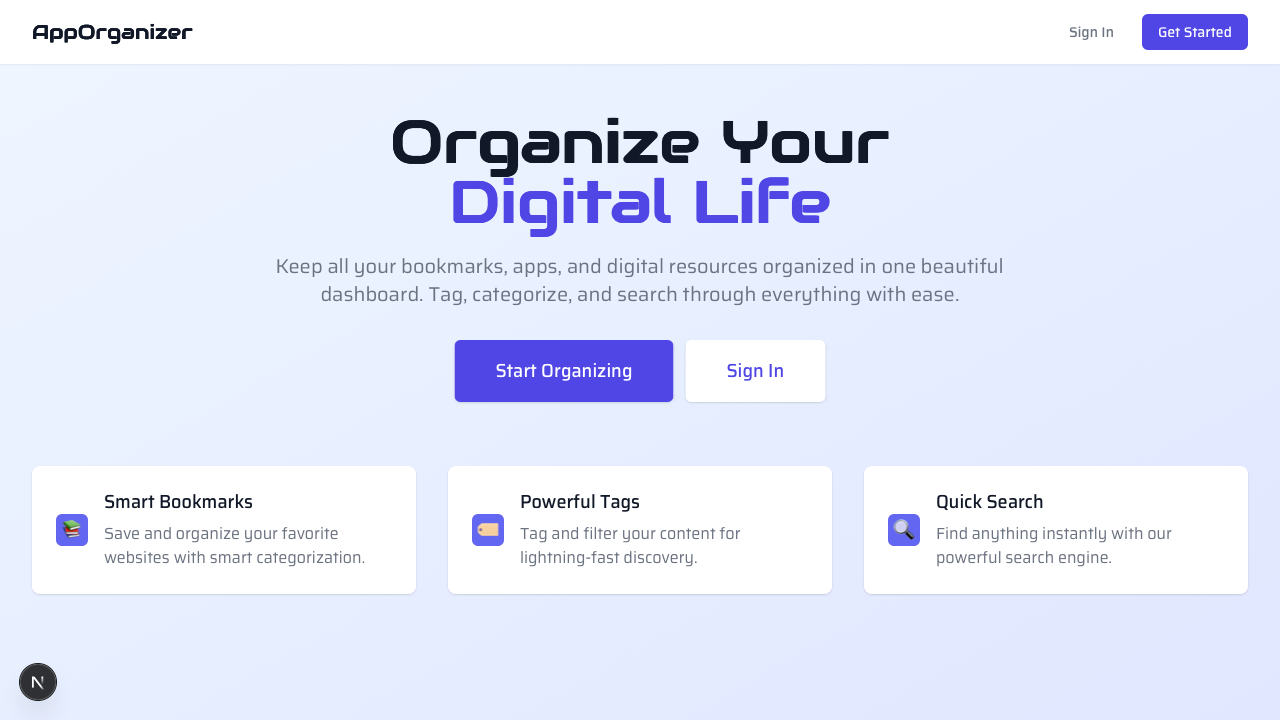 AppOrganizer
Sign In
Get Started
Organize Your
Digital Life
Keep all your bookmarks, apps, and digital resources organized in one beautiful
dashboard. Tag, categorize, and search through everything with ease.
Start Organizing
Sign In
Smart Bookmarks
Save and organize your favorite
websites with smart categorization.
Powerful Tags
Tag and filter your content for
lightning-fast discovery.
Quick Search
Find anything instantly with our
powerful search engine.
N